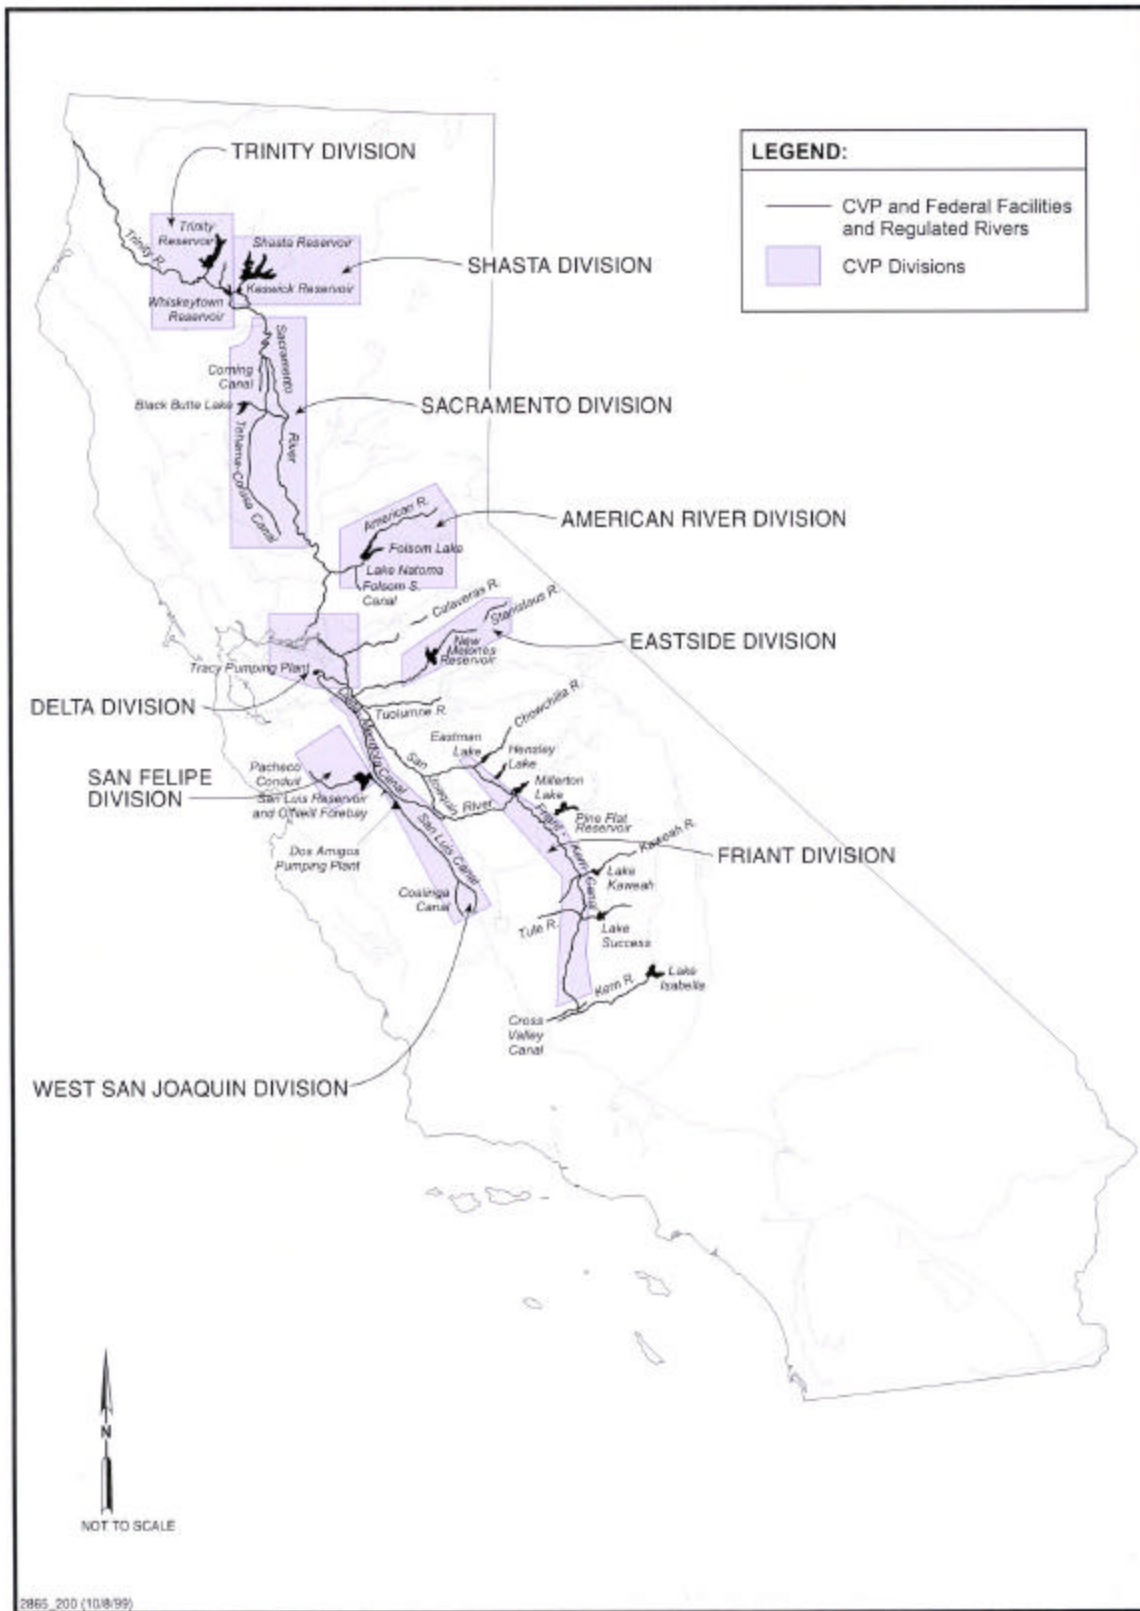 TRINITY DIVISION
Trinity
Reservoir
Trinity R.
Shasta Reservoir
SHASTA DIVISION
Keswick Reservoir
Whiskeytown
Reservoir
LEGEND:
CVP and Federal Facilities
and Regulated Rivers
CVP Divisions
Sacramento
River
Corning
Canal
Black Butte Lake
SACRAMENTO DIVISION
Tehama-Colusa Canal
American R.
AMERICAN RIVER DIVISION
Folsom Lake
Lake Natoma
Folsom S.
Canal
Calaveras R.
Stanislaus R.
EASTSIDE DIVISION
New
Melones
Reservoir
Tracy Pumping Plant
DELTA DIVISION
Delta Mendota Canal
Tuolumne R.
Chowchilla R.
Eastman
Lake
Hensley
Lake
San
Joaquin
River
Millerton
Lake
SAN FELIPE
DIVISION
Pacheco
Conduit
San Luis Reservoir
and O'Neill Forebay
Pine Flat
Reservoir
Friant -
Kern Canal
Kaweah R.
FRIANT DIVISION
Dos Amigos
Pumping Plant
San Luis Canal
Lake
Kaweah
Coalinga
Canal
Tule R.
Lake
Success
Kern R.
Lake
Isabella
Cross
Valley
Canal
WEST SAN JOAQUIN DIVISION
N
NOT TO SCALE
2865_200 (10/8/99)